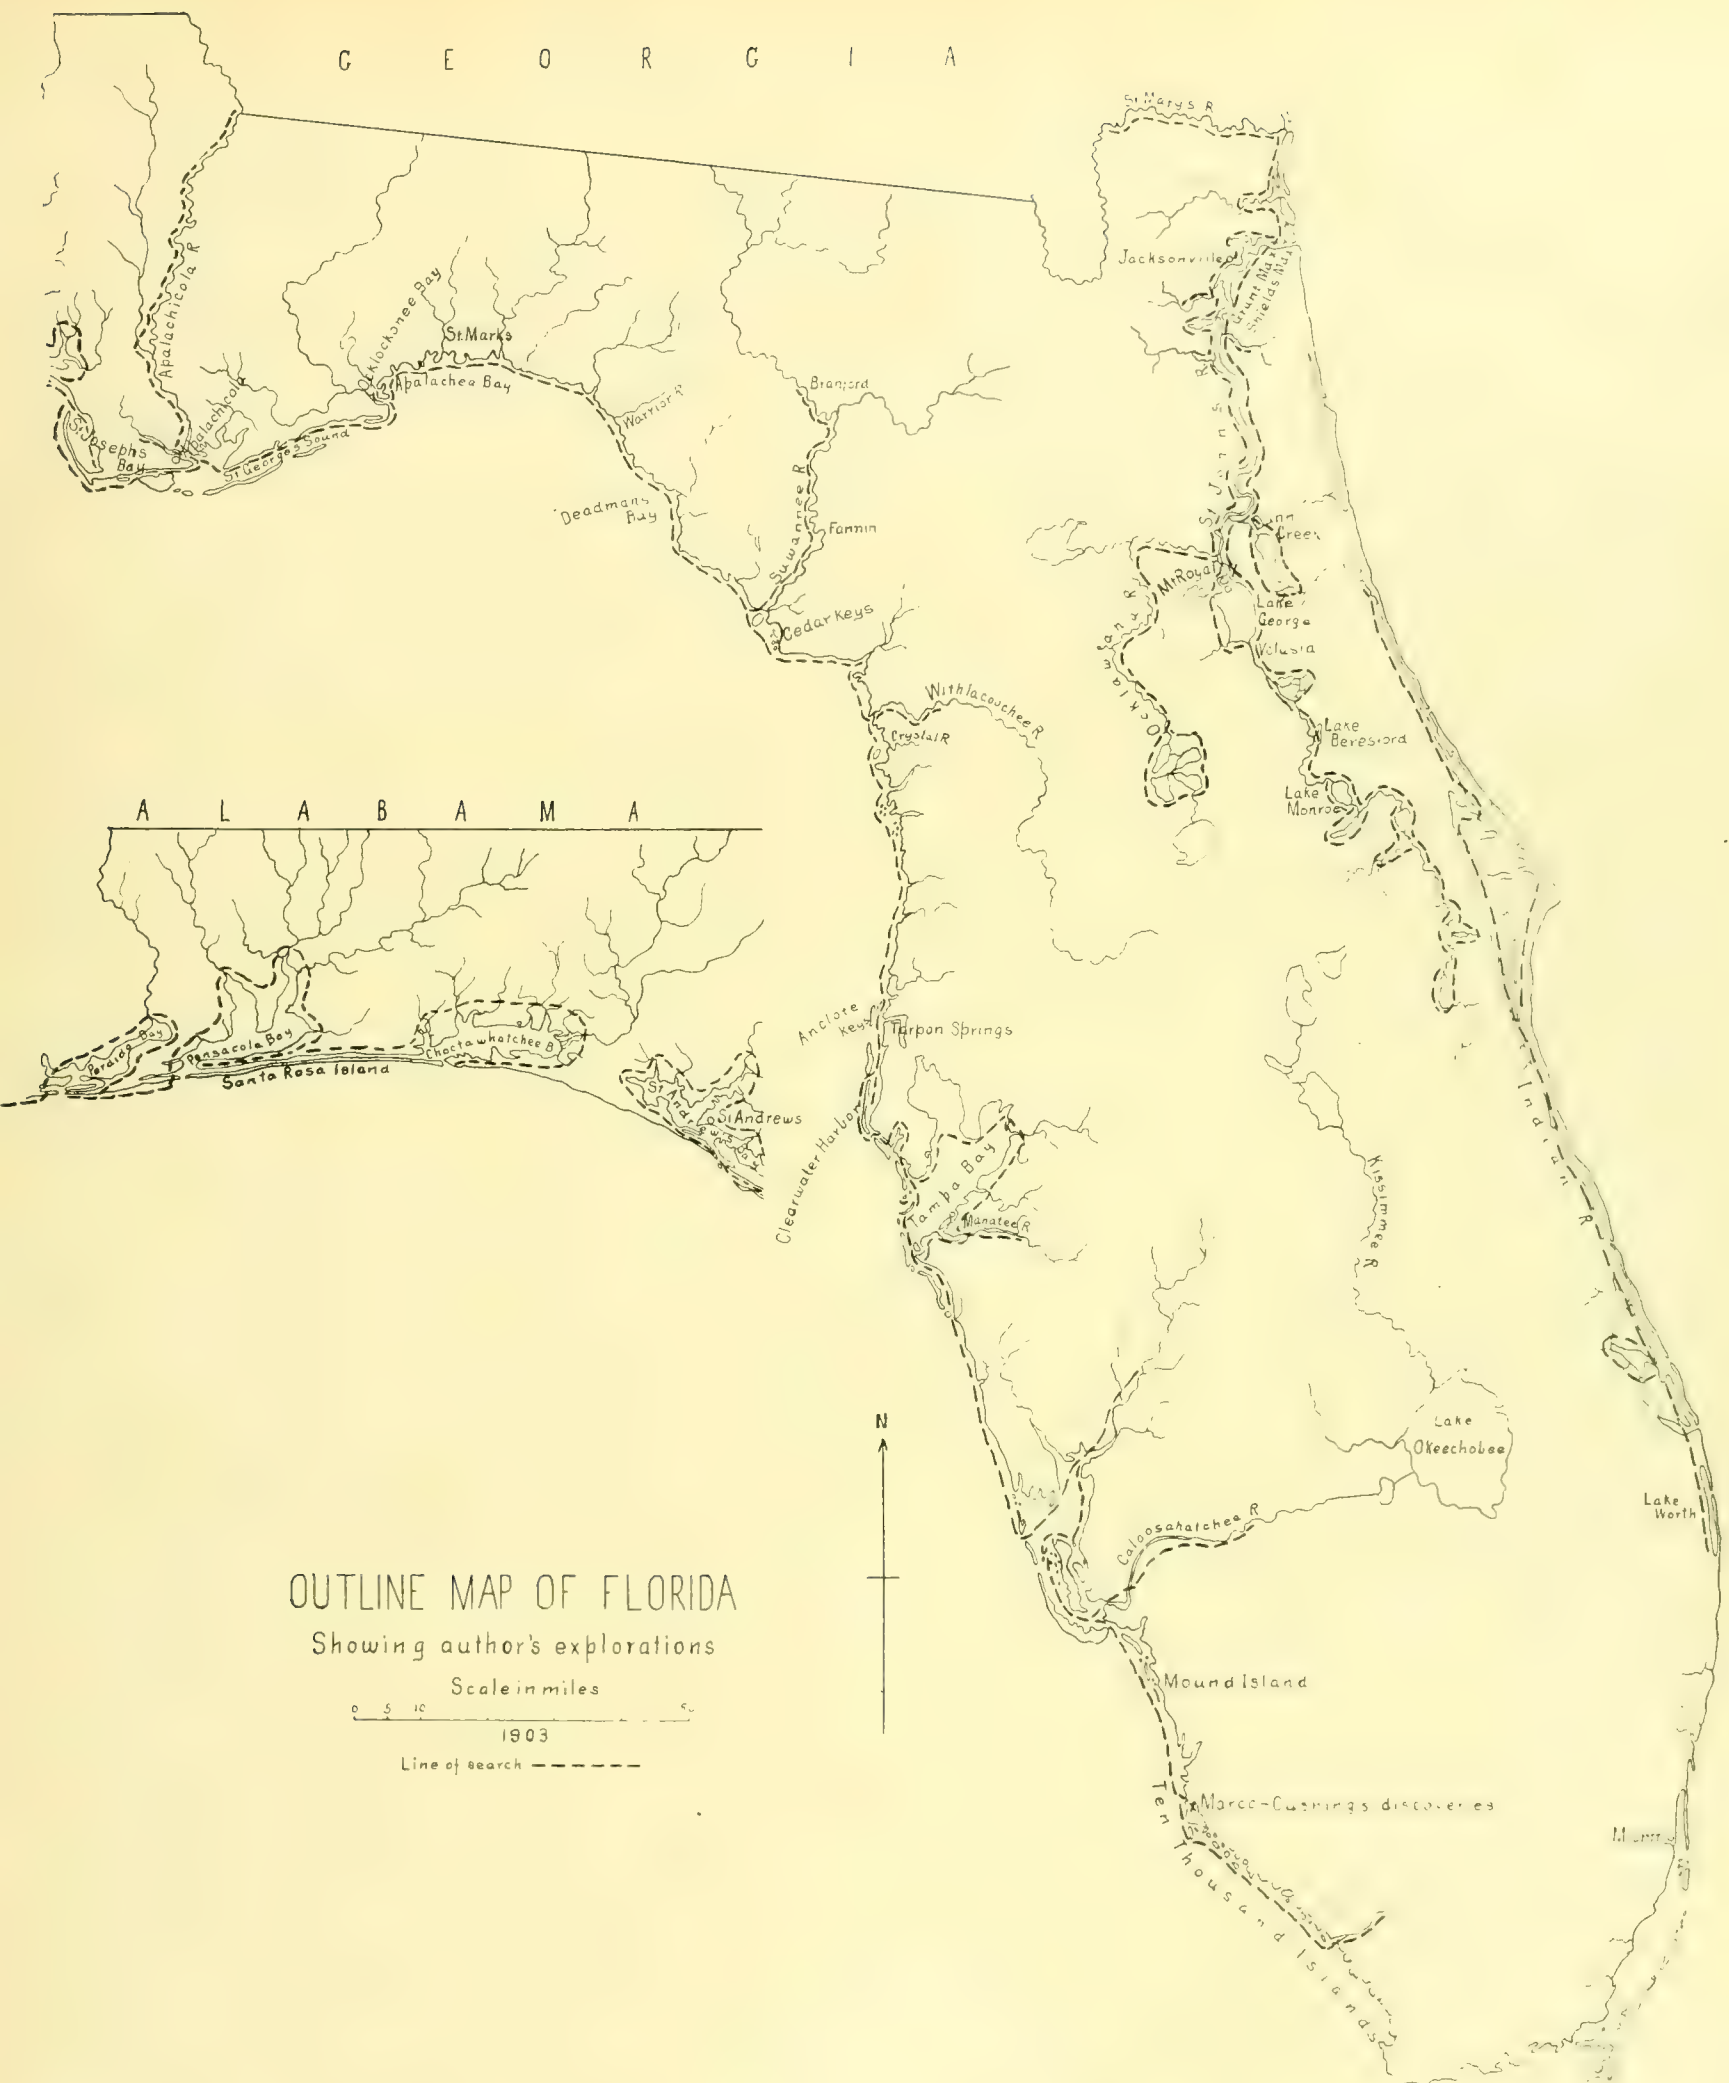 GEORGIA
St Marys R
Jacksonville
Grant Md
Shields Md
Apalachicola R
Ocklockonee Bay
St. Marks
Apalachea Bay
Apalachicola
St Josephs
Bay
St Georges Sound
Warrior R
Deadmans
Bay
Branford
Suwannee R
Fannin
Cedar Keys
St Johns R
Mt Royal
Ocklawaha R
Lake
George
Volusia
Lake
Beresford
Lake
Monroe
Withlacouchee R
Crystal R
ALABAMA
Perdido Bay
Pensacola Bay
Santa Rosa Island
Choctawhatchee B
St Andrews
Anclote
Keys
Tarpon Springs
Clearwater Harbor
Tampa Bay
Manatee R
Kissimmee R
Indian R
Lake
Okeechobee
Lake
Worth
Caloosahatchee R
N
OUTLINE MAP OF FLORIDA
Showing author's explorations
Scale in miles
0 5 10
1903
Line of search
Mound Island
Marco-Cushings discoveries
Ten Thousand Islands